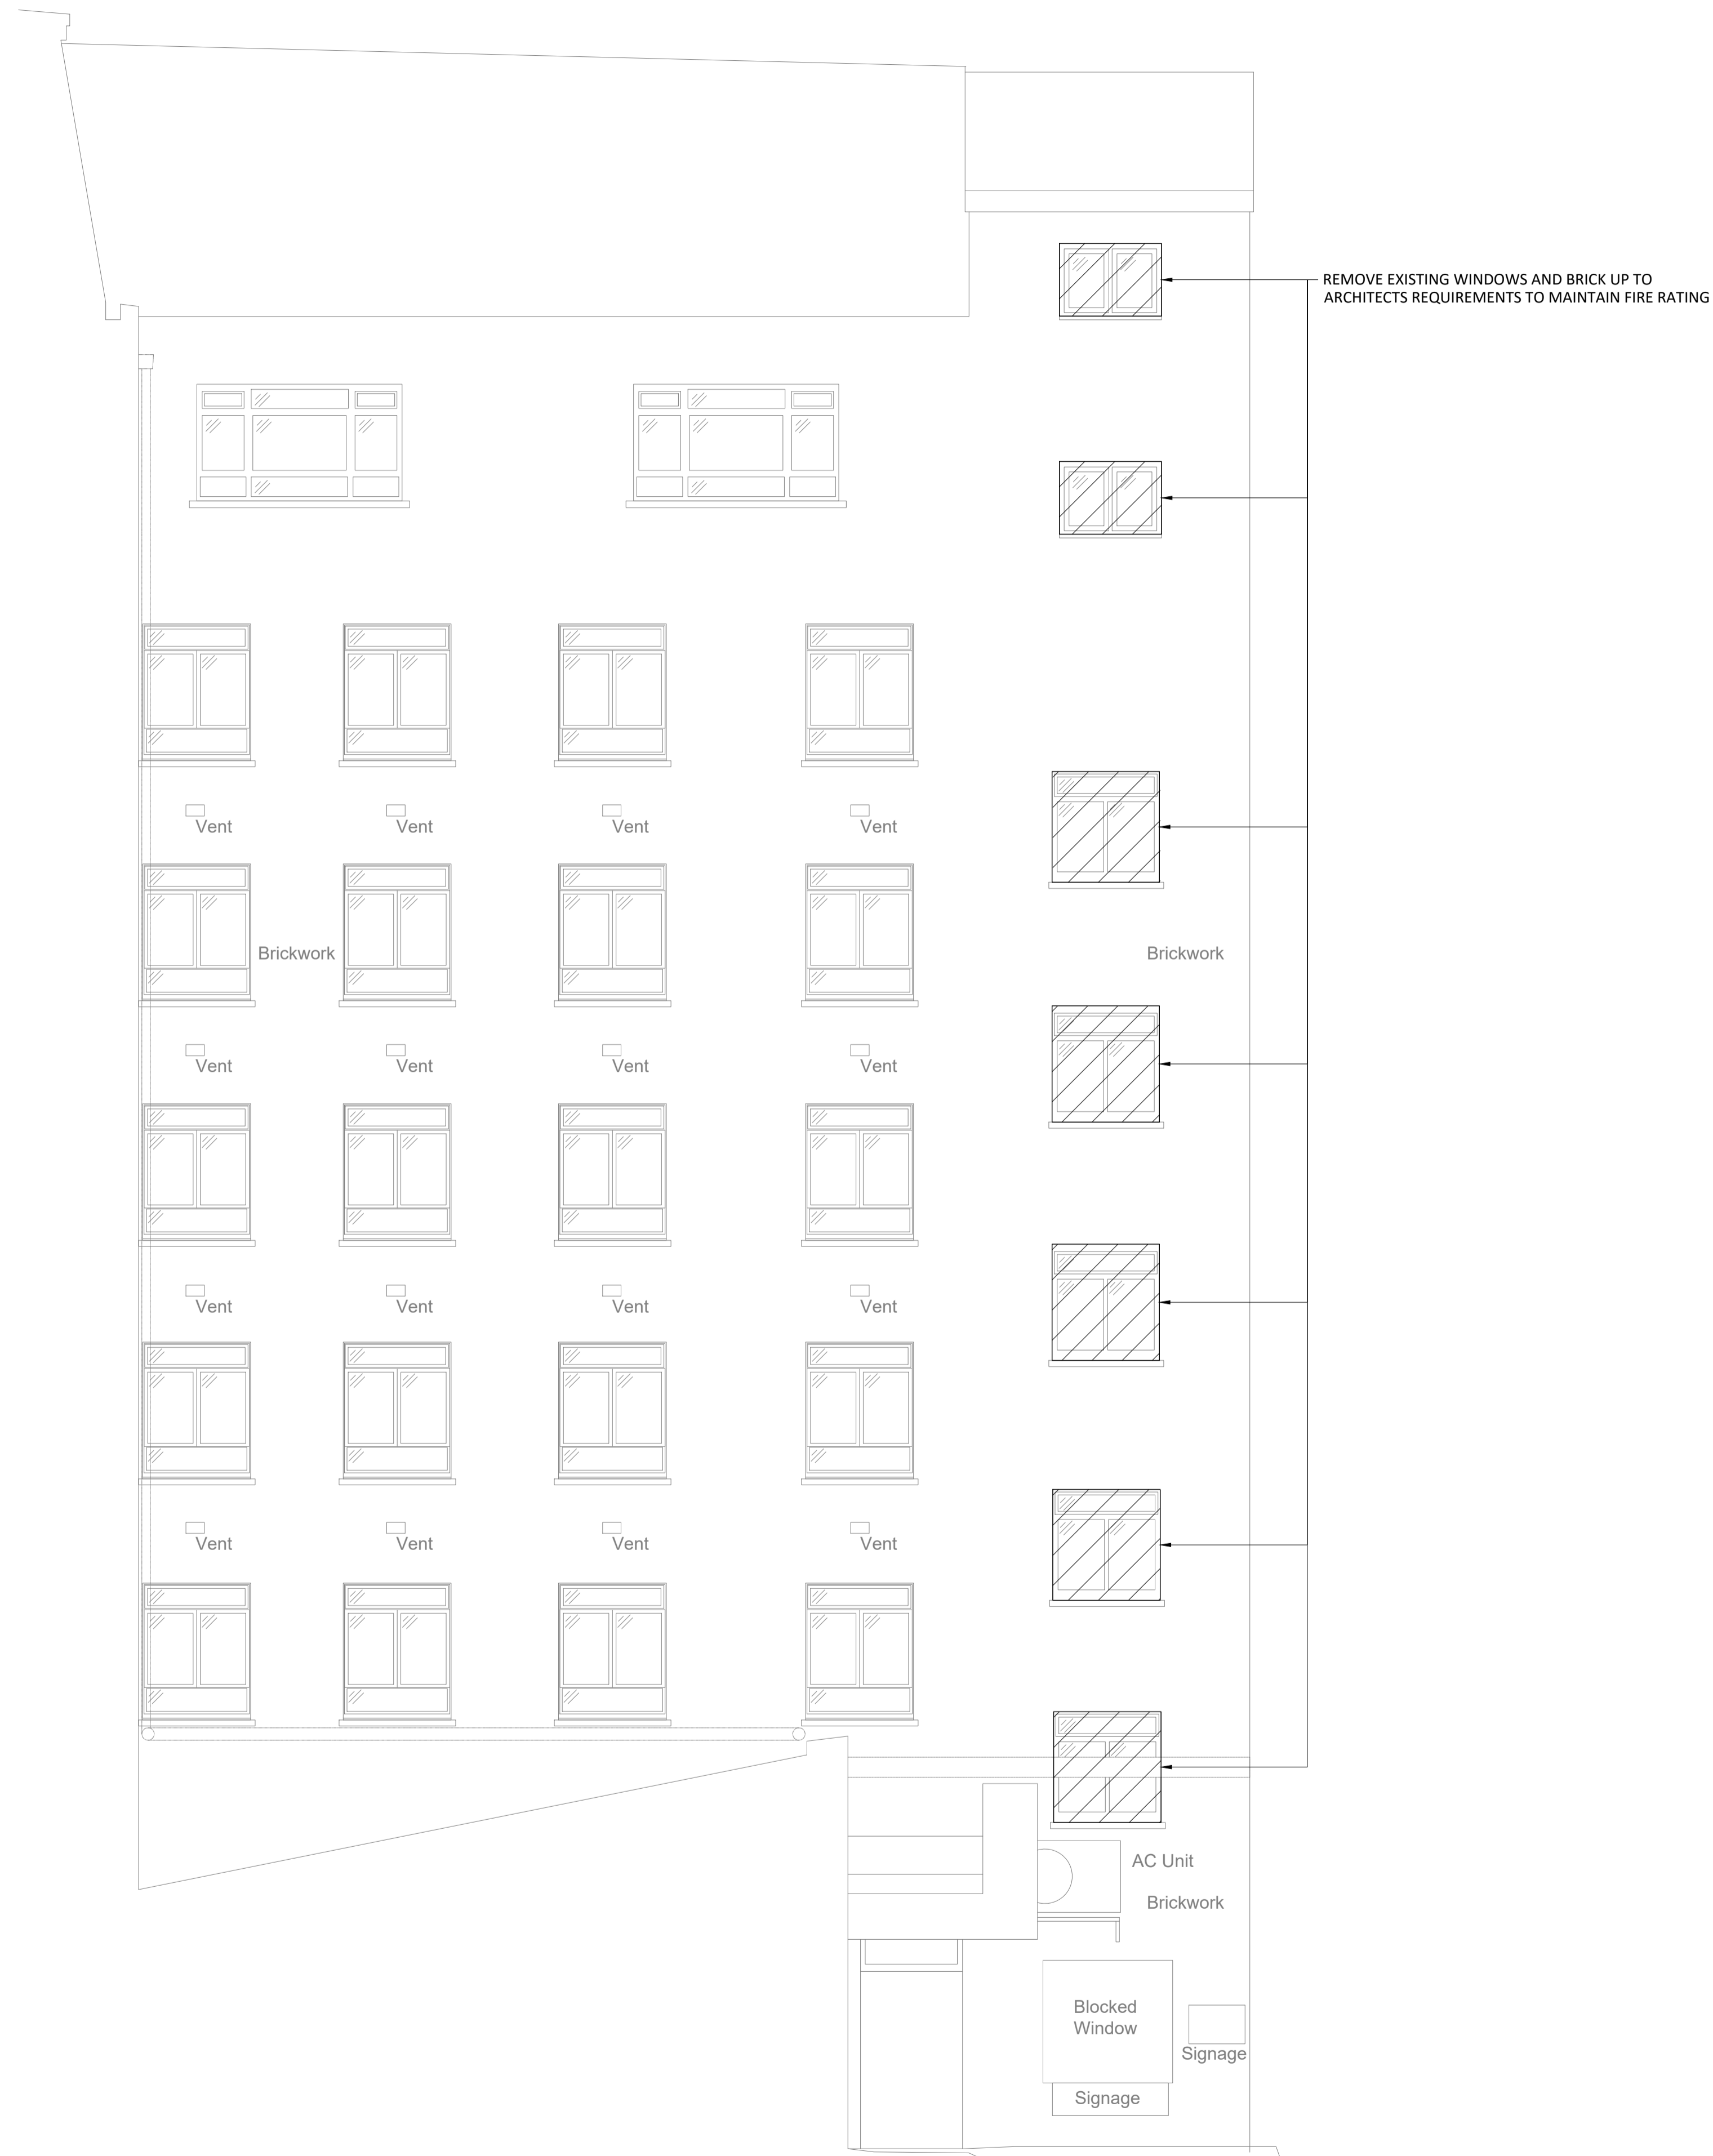 REMOVE EXISTING WINDOWS AND BRICK UP TO
ARCHITECTS REQUIREMENTS TO MAINTAIN FIRE RATING
Vent
Vent
Vent
Vent
Brickwork
Brickwork
Vent
Vent
Vent
Vent
Vent
Vent
Vent
Vent
Vent
Vent
Vent
Vent
AC Unit
Brickwork
Blocked
Window
Signage
Signage